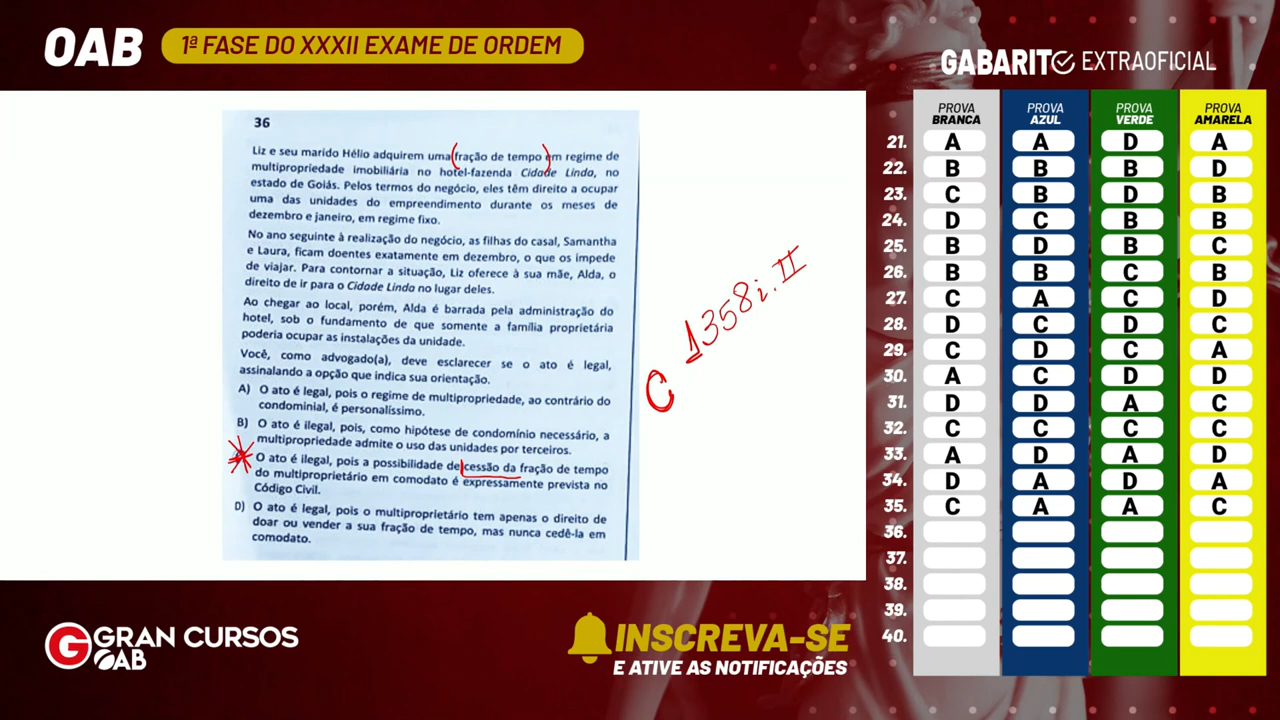 OAB
1ª FASE DO XXXII EXAME DE ORDEM
GABARITO EXTRAOFICIAL
36
Liz e seu marido Hélio adquirem uma fração de tempo em regime de
multipropriedade imobiliária no hotel-fazenda Cidade Linda, no
estado de Goiás. Pelos termos do negócio, eles têm direito a ocupar
uma das unidades do empreendimento durante os meses de
dezembro e janeiro, em regime fixo.
No ano seguinte à realização do negócio, as filhas do casal, Samantha
e Laura, ficam doentes exatamente em dezembro, o que os impede
de viajar. Para contornar a situação, Liz oferece à sua mãe, Alda, o
direito de ir para o Cidade Linda no lugar deles.
Ao chegar ao local, porém, Alda é barrada pela administração do
hotel, sob o fundamento de que somente a família proprietária
poderia ocupar as instalações da unidade.
Você, como advogado(a), deve esclarecer se o ato é legal,
assinalando a opção que indica sua orientação.
A) O ato é legal, pois o regime de multipropriedade, ao contrário do
condominial, é personalíssimo.
B) O ato é ilegal, pois, como hipótese de condomínio necessário, a
multipropriedade admite o uso das unidades por terceiros.
O ato é ilegal, pois a possibilidade de cessão da fração de tempo
do multiproprietário em comodato é expressamente prevista no
Código Civil.
D) O ato é legal, pois o multiproprietário tem apenas o direito de
doar ou vender a sua fração de tempo, mas nunca cedê-la em
comodato.
C 1358i.II
PROVA BRANCA PROVA AZUL PROVA VERDE PROVA AMARELA
21. A A D A
22. B B B D
23. C B D B
24. D C B B
25. B D B C
26. B B C B
27. C A C D
28. D C D C
29. C D C A
30. A C D D
31. D D A C
32. C C C C
33. A D A D
34. D A D A
35. C A A C
36.
37.
38.
39.
40.
GRAN CURSOS
OAB
INSCREVA-SE
E ATIVE AS NOTIFICAÇÕES